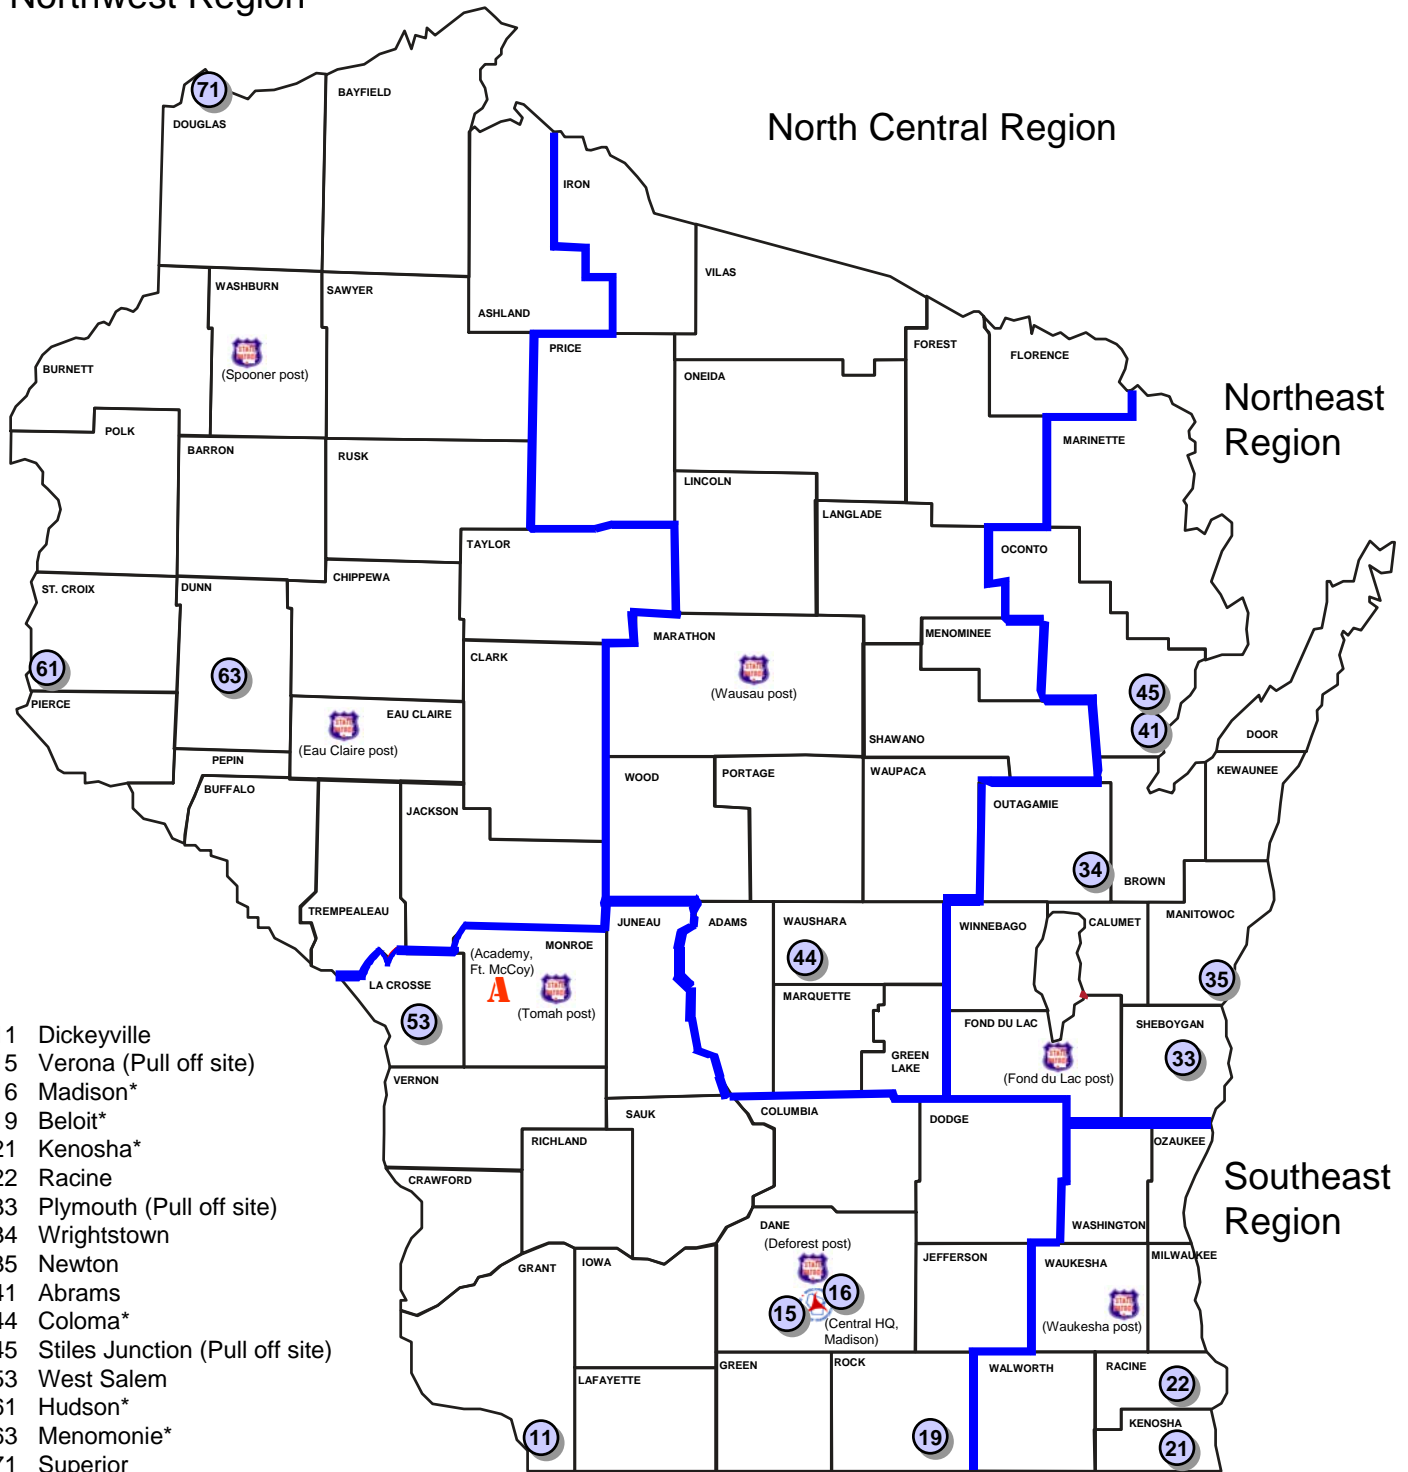 Northwest Region
71
BAYFIELD
DOUGLAS
North Central Region
IRON
VILAS
WASHBURN
SAWYER
ASHLAND
FOREST
FLORENCE
PRICE
BURNETT
(Spooner post)
ONEIDA
Northeast
Region
POLK
MARINETTE
BARRON
RUSK
LINCOLN
LANGLADE
TAYLOR
OCONTO
CHIPPEWA
ST. CROIX
DUNN
MARATHON
MENOMINEE
CLARK
61
63
(Wausau post)
45
PIERCE
EAU CLAIRE
41
(Eau Claire post)
SHAWANO
DOOR
PEPIN
WOOD
PORTAGE
WAUPACA
KEWAUNEE
BUFFALO
OUTAGAMIE
JACKSON
34
BROWN
TREMPEALEAU
JUNEAU
ADAMS
WAUSHARA
WINNEBAGO
CALUMET
MANITOWOC
MONROE
(Academy,
Ft. McCoy)
44
35
LA CROSSE
A
MARQUETTE
(Tomah post)
53
FOND DU LAC
SHEBOYGAN
GREEN
LAKE
33
(Fond du Lac post)
VERNON
SAUK
COLUMBIA
DODGE
RICHLAND
OZAUKEE
CRAWFORD
Southeast
Region
DANE
WASHINGTON
(Deforest post)
GRANT
IOWA
JEFFERSON
WAUKESHA
MILWAUKEE
16
15
(Central HQ,
Madison)
(Waukesha post)
GREEN
ROCK
WALWORTH
RACINE
LAFAYETTE
22
KENOSHA
11
19
21
1 Dickeyville
5 Verona (Pull off site)
6 Madison*
9 Beloit*
21 Kenosha*
22 Racine
33 Plymouth (Pull off site)
34 Wrightstown
35 Newton
41 Abrams
44 Coloma*
45 Stiles Junction (Pull off site)
53 West Salem
61 Hudson*
63 Menomonie*
71 Superior